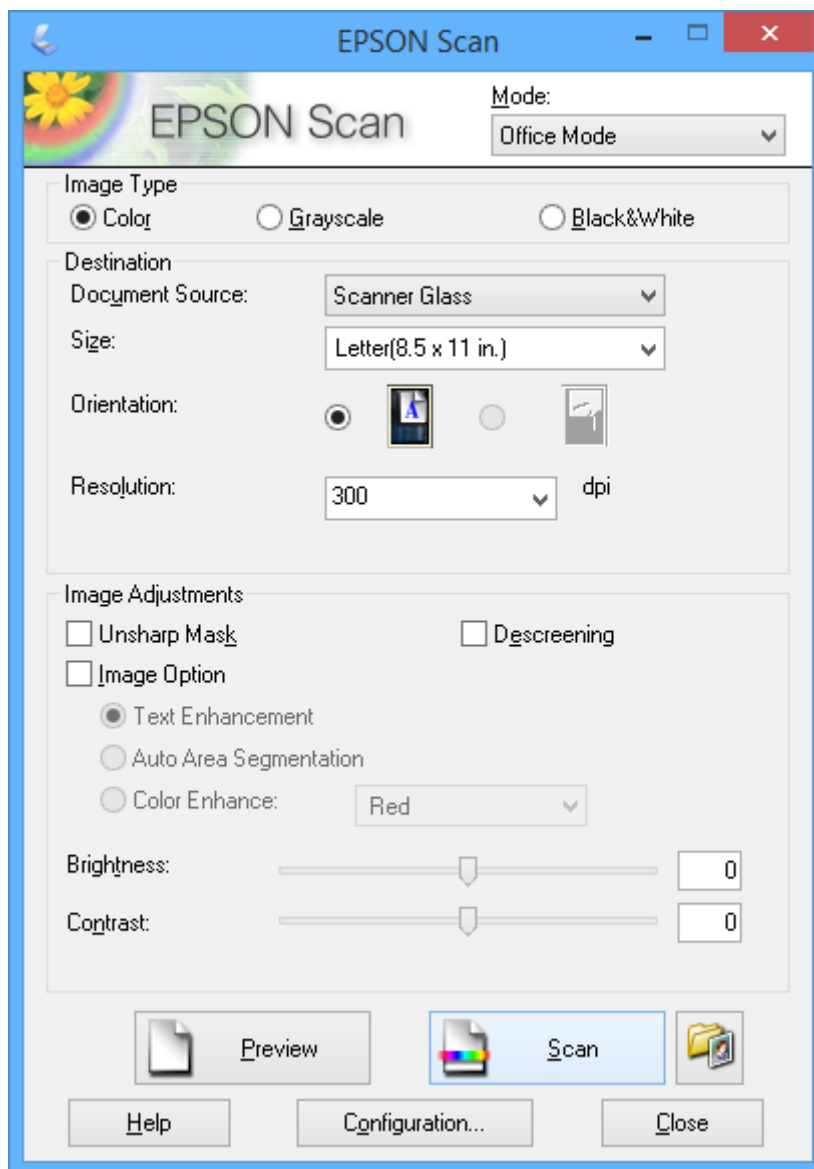 EPSON Scan
EPSON Scan
Mode:
Office Mode
Image Type
Color Grayscale Black&White
Destination
Document Source: Scanner Glass
Size: Letter(8.5 x 11 in.)
Orientation: A
Resolution: 300 dpi
Image Adjustments
Unsharp Mask Descreening
Image Option
Text Enhancement
Auto Area Segmentation
Color Enhance: Red
Brightness: 0
Contrast: 0
Preview Scan
Help Configuration... Close